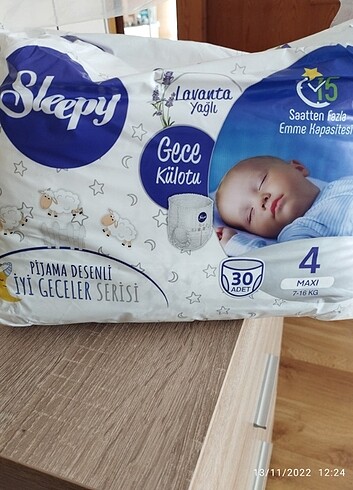 Sleepy
Lavanta
Yağlı
15
Saatten Fazla
Emme Kapasitesi
Gece
Külotu
PİJAMA DESENLİ
İYİ GECELER SERİSİ
30
ADET
4
MAXI
7-16 KG
13/11/2022 12:24